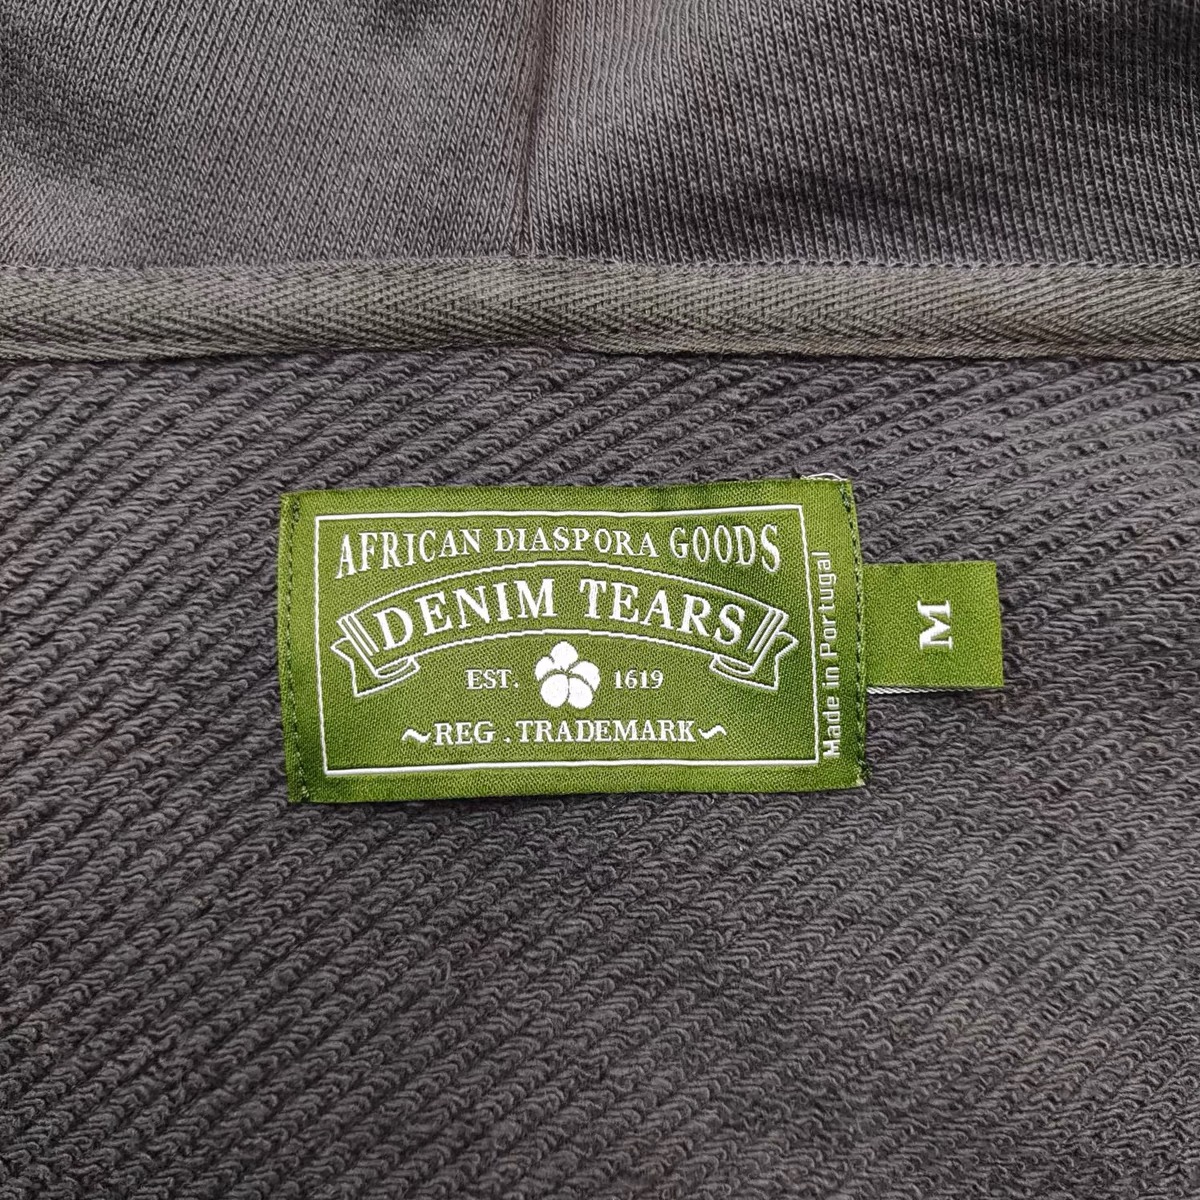 AFRICAN DIASPORA GOODS
DENIM TEARS
EST. 1619
~REG . TRADEMARK~
Made in Portugal
M